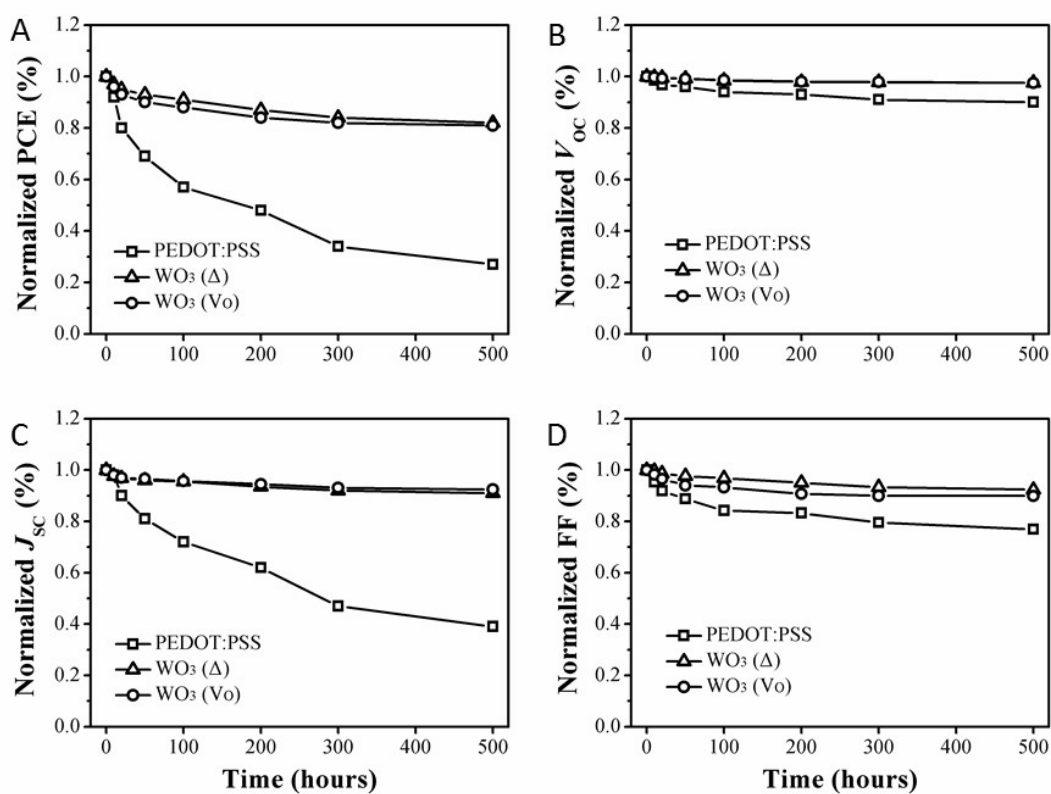 A
Normalized PCE (%)
1.2
1.0
0.8
0.6
0.4
0.2
0.0
PEDOT:PSS
WO₃ (Δ)
WO₃ (Vo)
0 100 200 300 400 500
B
Normalized VOC (%)
1.2
1.0
0.8
0.6
0.4
0.2
0.0
PEDOT:PSS
WO₃ (Δ)
WO₃ (Vo)
0 100 200 300 400 500
C
Normalized JSC (%)
1.2
1.0
0.8
0.6
0.4
0.2
0.0
PEDOT:PSS
WO₃ (Δ)
WO₃ (Vo)
0 100 200 300 400 500
Time (hours)
D
Normalized FF (%)
1.2
1.0
0.8
0.6
0.4
0.2
0.0
PEDOT:PSS
WO₃ (Δ)
WO₃ (Vo)
0 100 200 300 400 500
Time (hours)